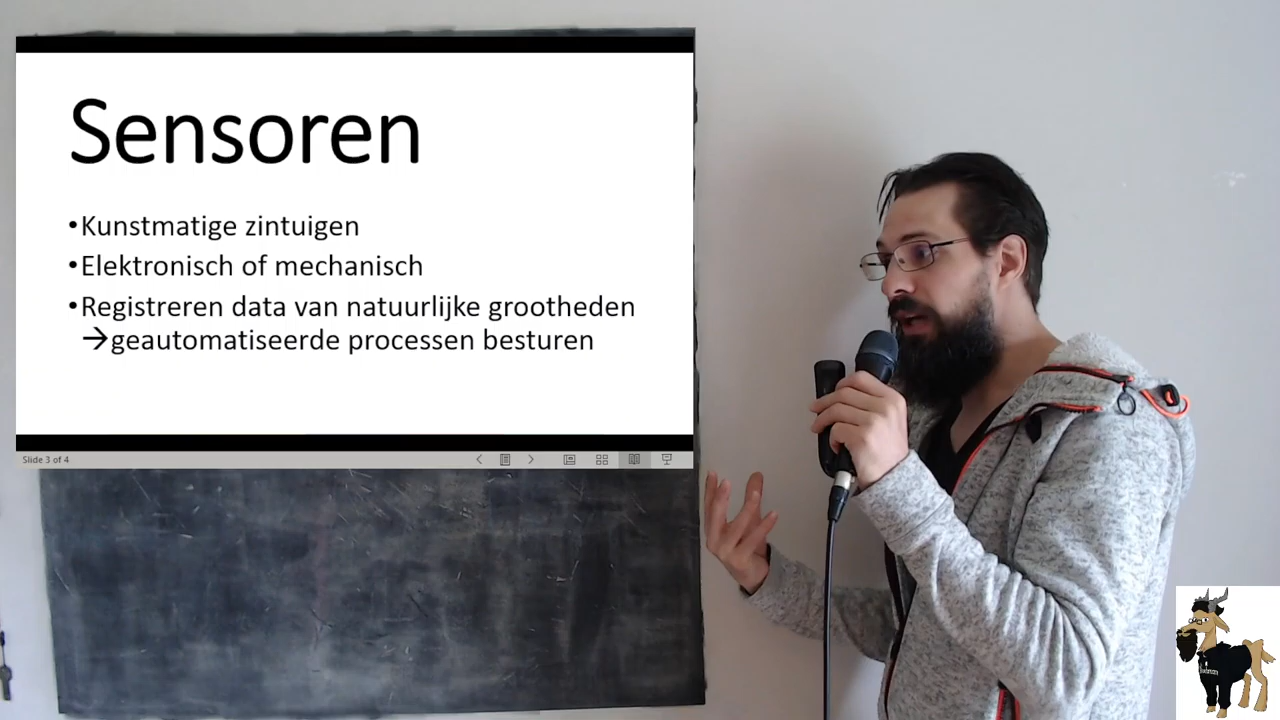 Sensoren
•Kunstmatige zintuigen
•Elektronisch of mechanisch
•Registreren data van natuurlijke grootheden
→geautomatiseerde processen besturen
Slide 3 of 4